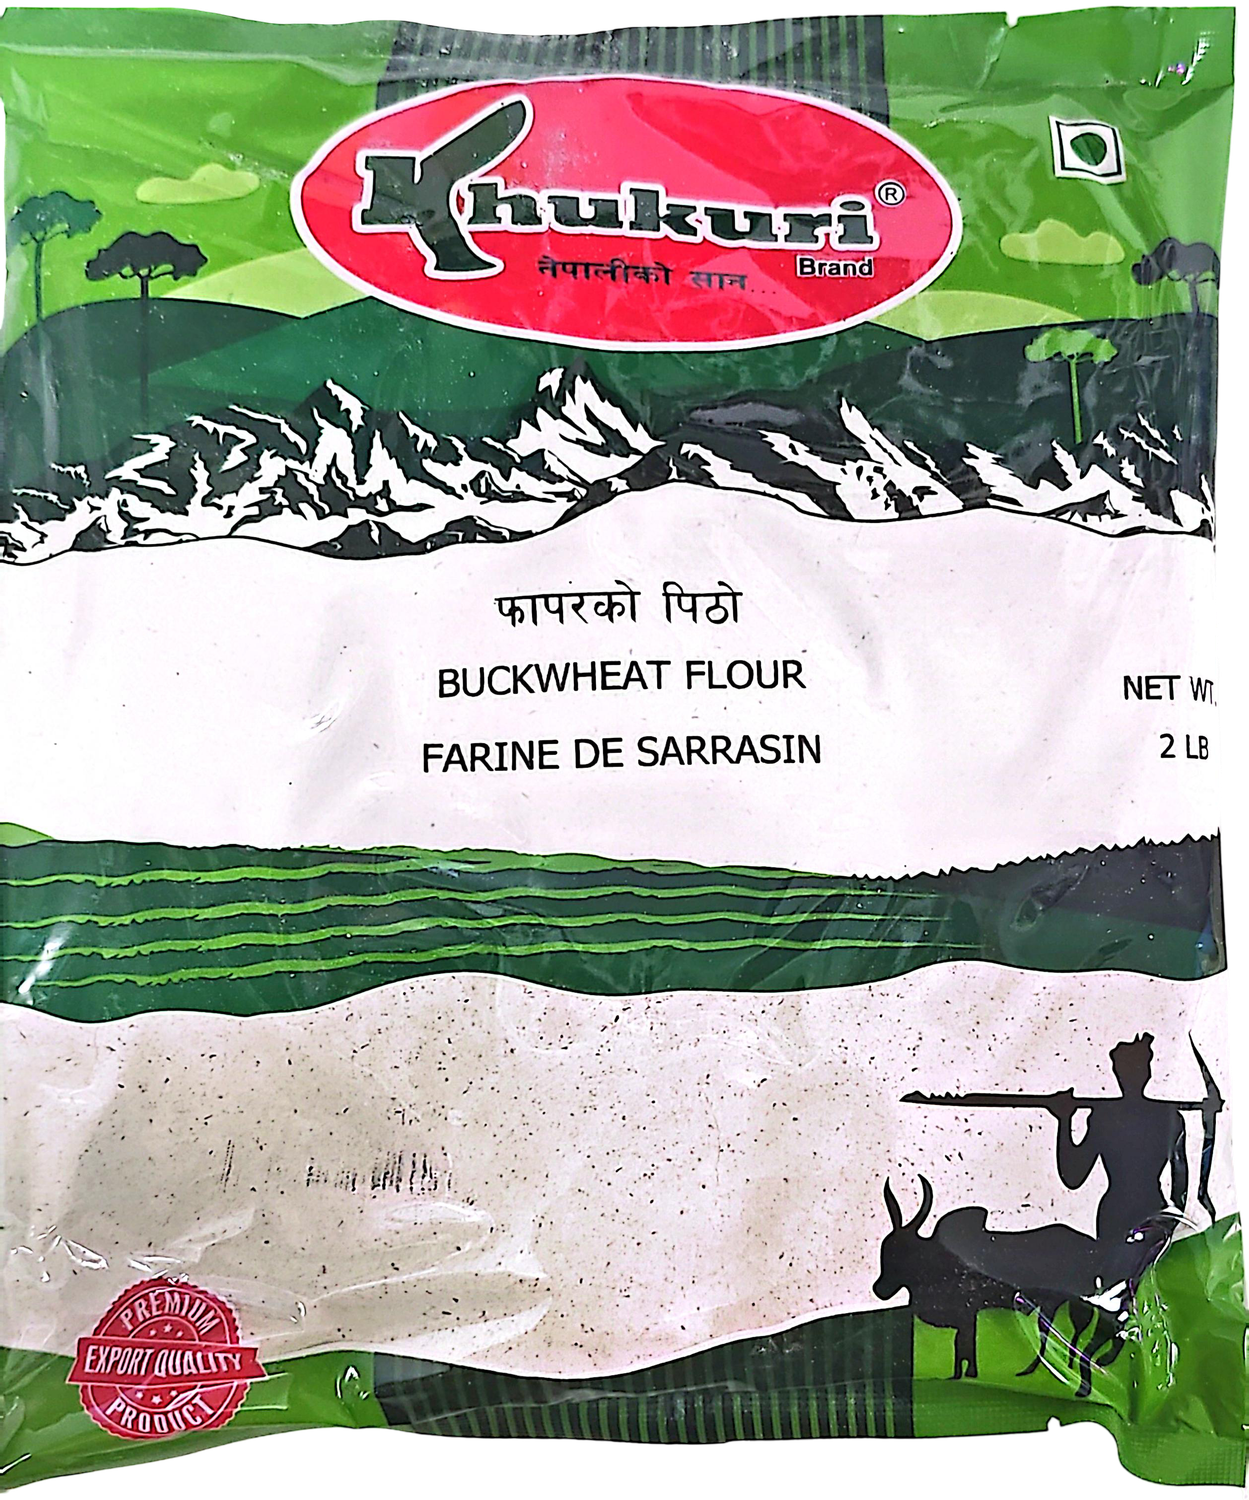 Khukuri®
Brand
नेपालीको सान...
फापरको पिठो
BUCKWHEAT FLOUR
FARINE DE SARRASIN
NET WT.
2 LB
PREMIUM
EXPORT QUALITY
PRODUCT